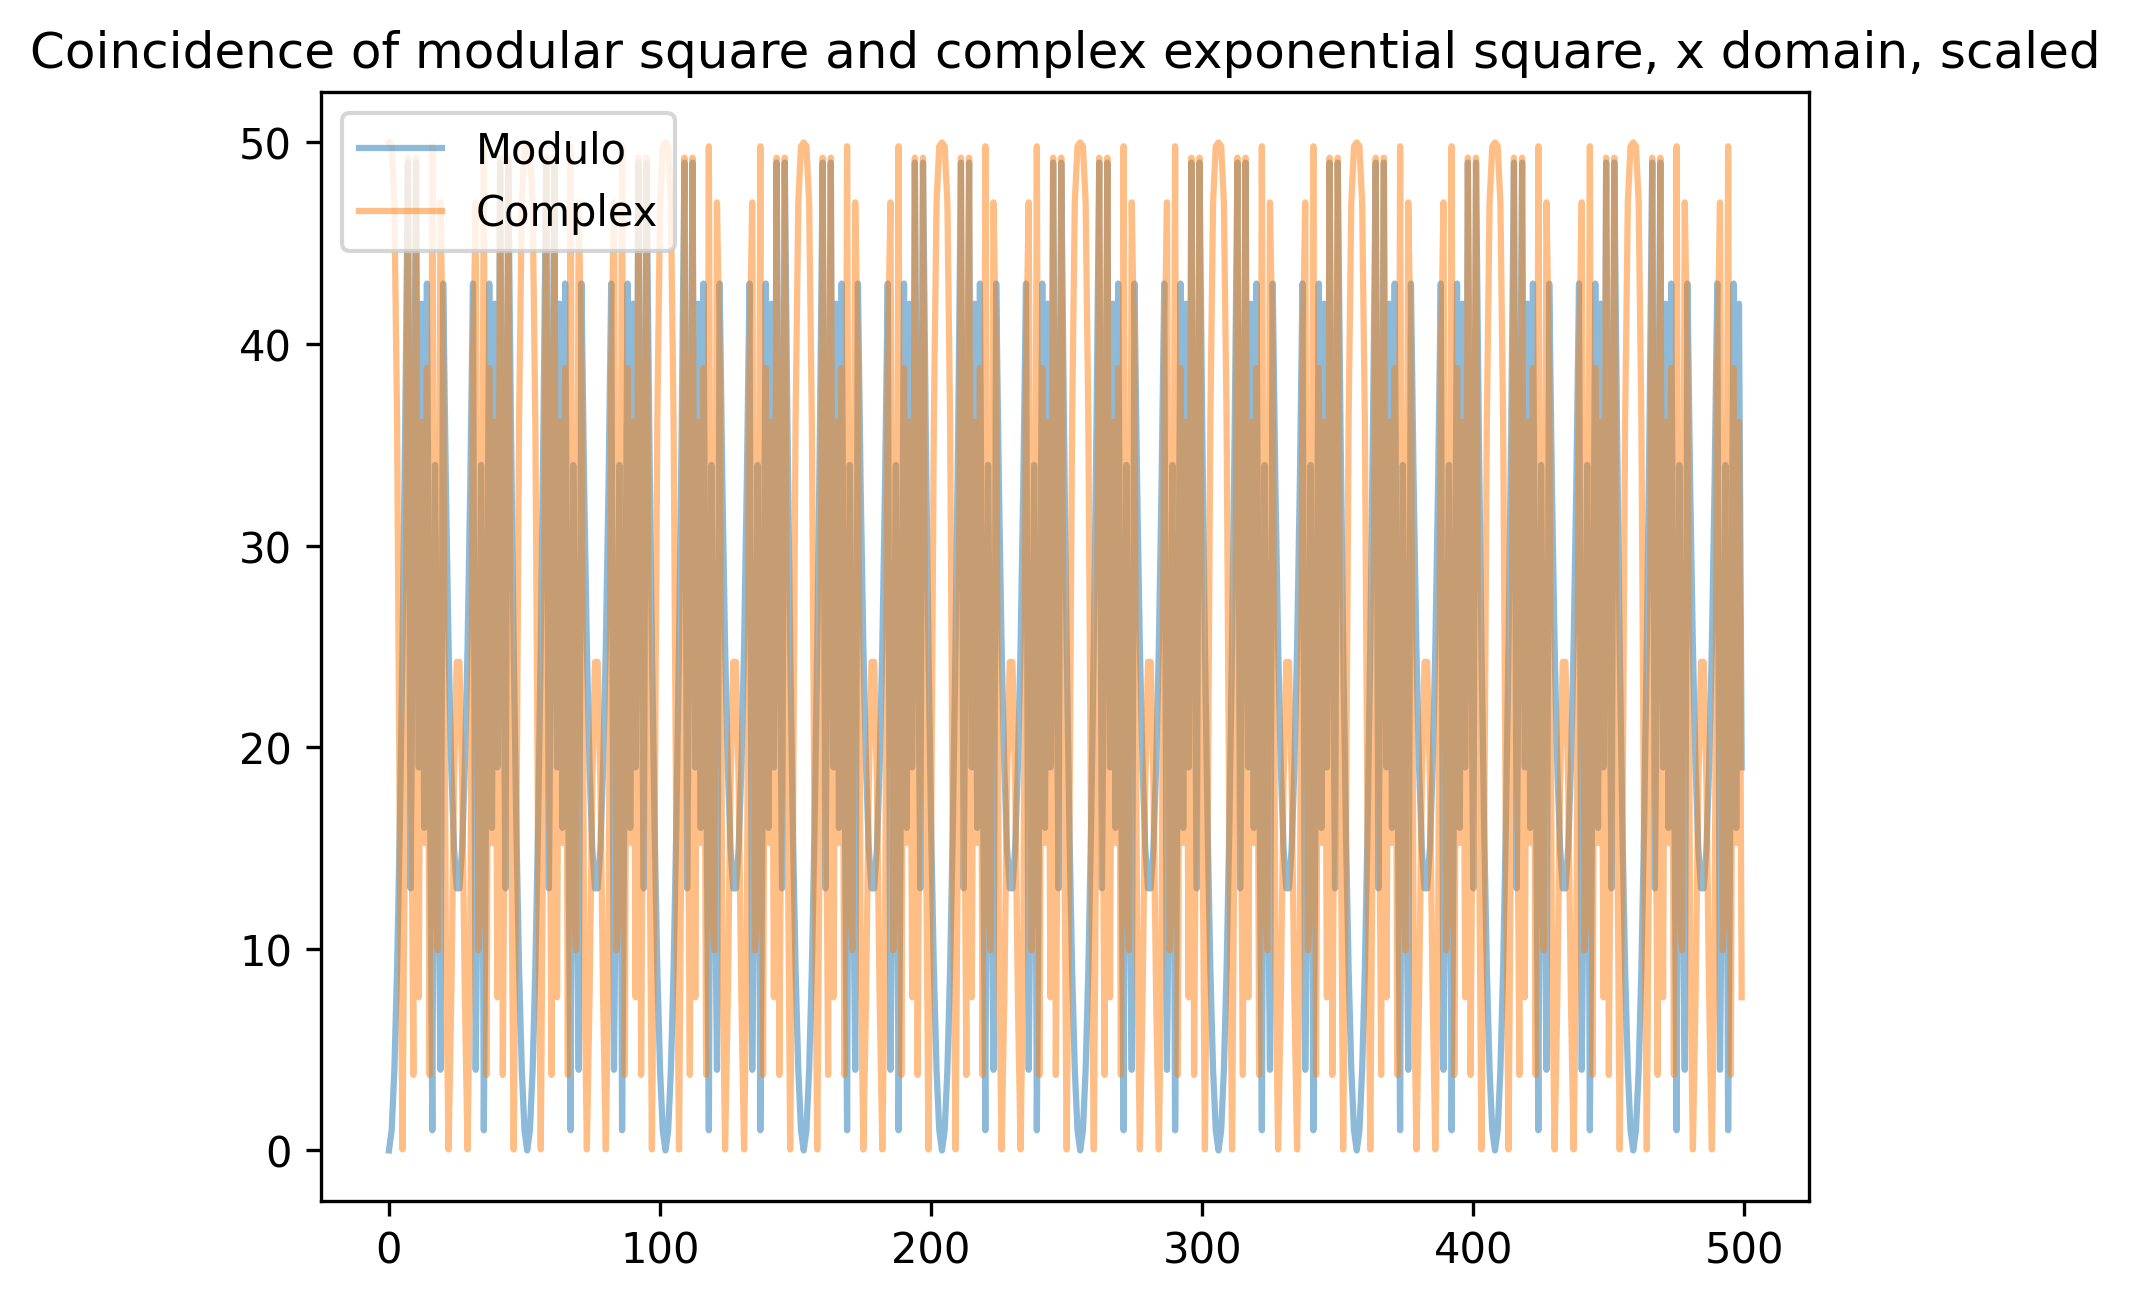 Coincidence of modular square and complex exponential square, x domain, scaled
50
Modulo
Complex
40
30
20
10
0
0 100 200 300 400 500